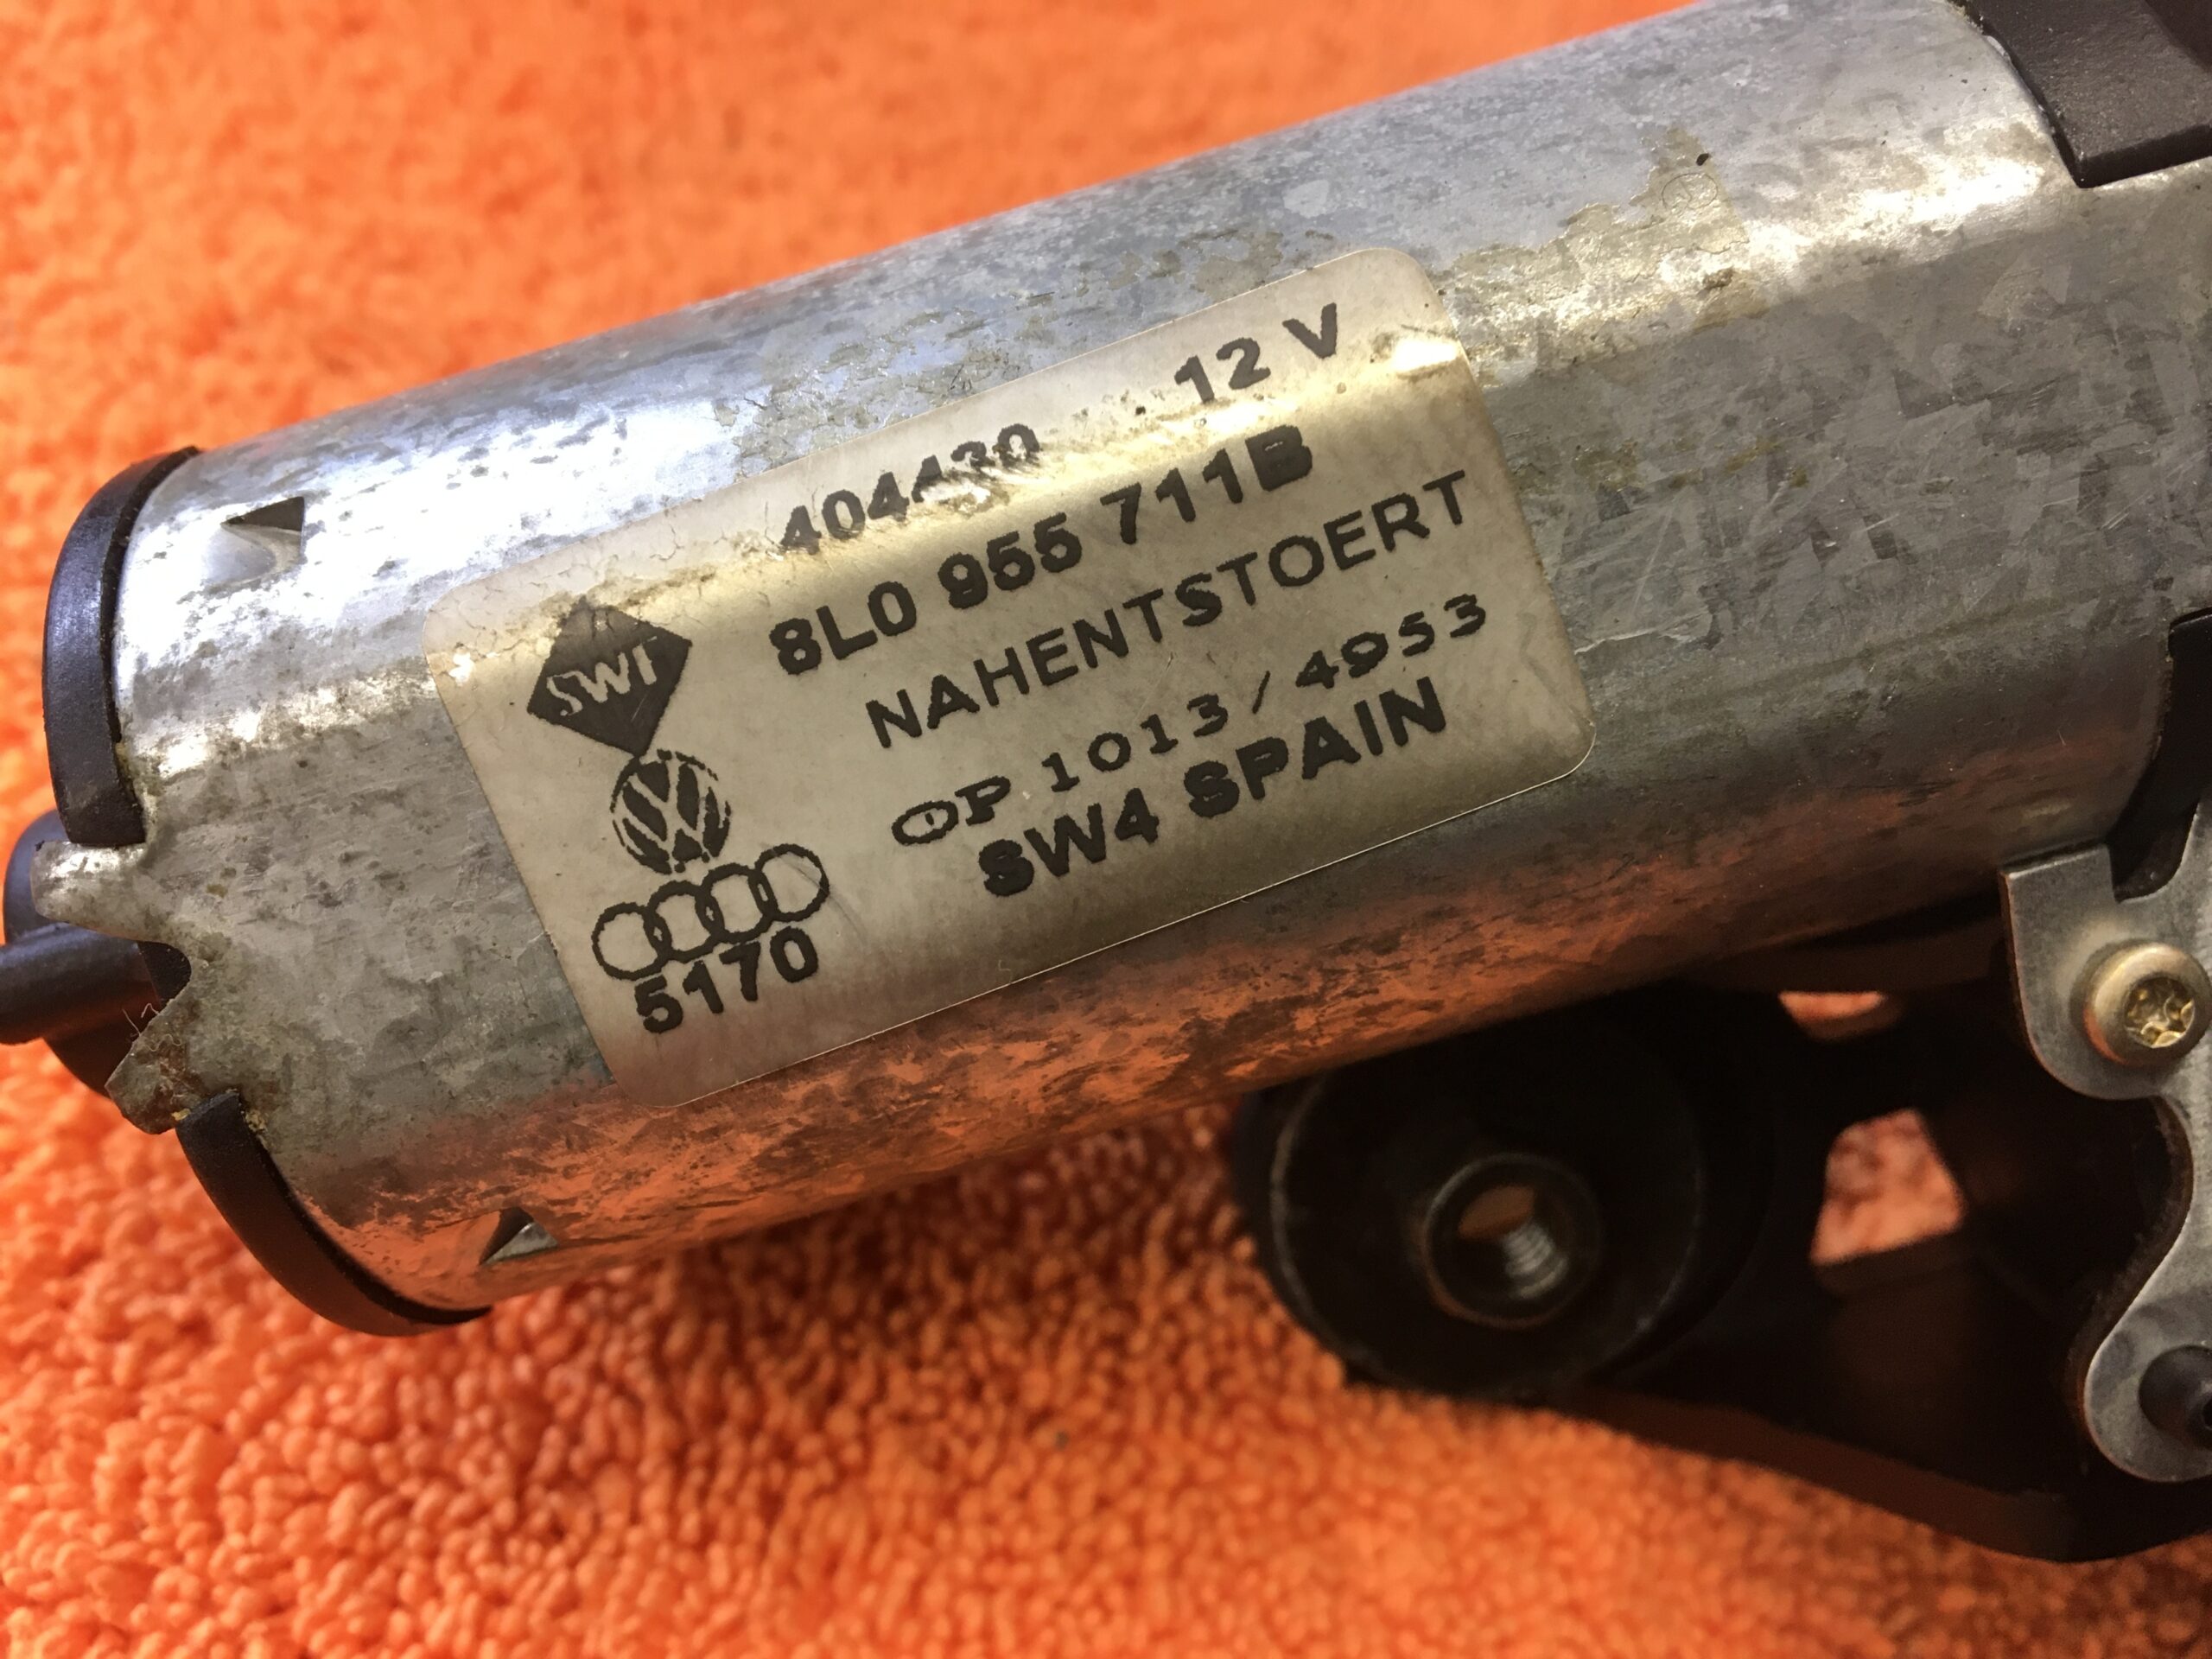 404430 12 V
8L0 955 711B
NAHENTSTOERT
OP 1013/4953
SW4 SPAIN
SWF
5170